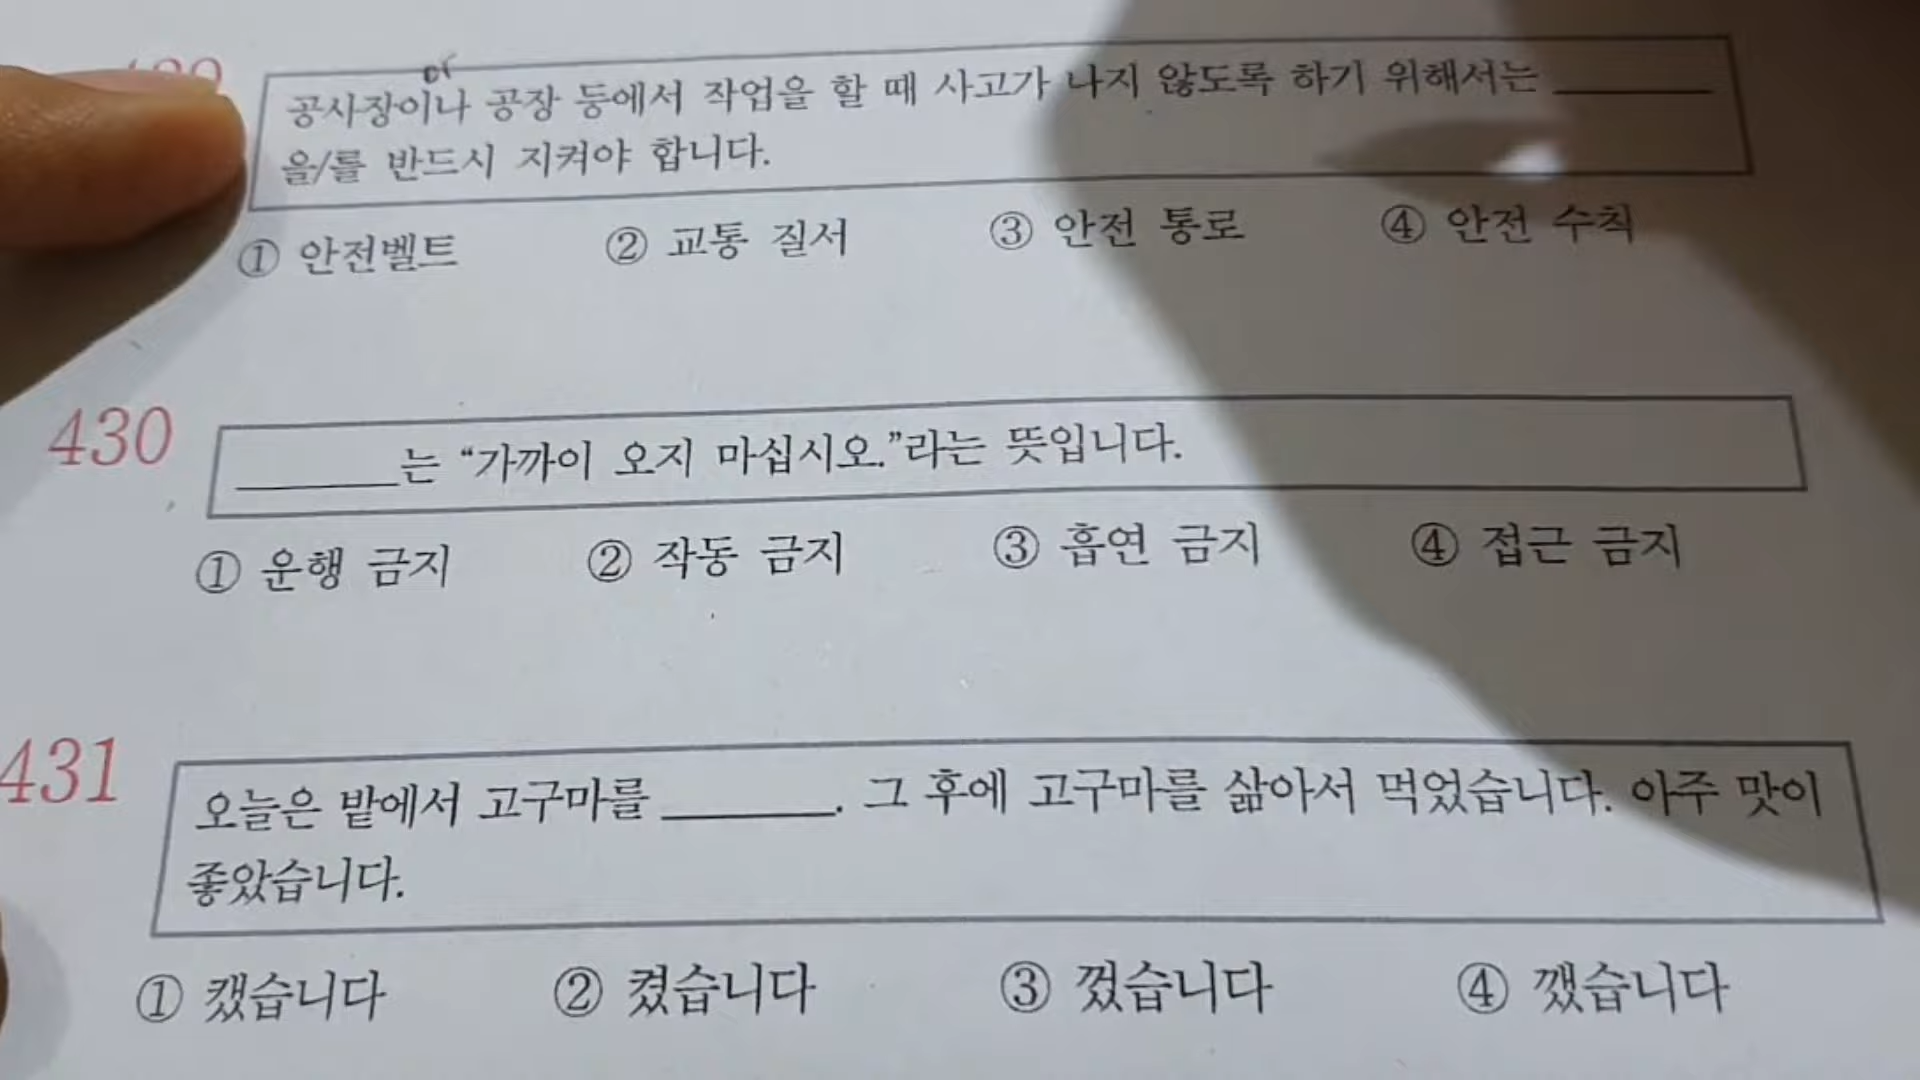 or
공사장이나 공장 등에서 작업을 할 때 사고가 나지 않도록 하기 위해서는 ________
을/를 반드시 지켜야 합니다.
① 안전벨트 ② 교통 질서 ③ 안전 통로 ④ 안전 수칙
430
________는 “가까이 오지 마십시오.”라는 뜻입니다.
① 운행 금지 ② 작동 금지 ③ 흡연 금지 ④ 접근 금지
431
오늘은 밭에서 고구마를 ________. 그 후에 고구마를 삶아서 먹었습니다. 아주 맛이
좋았습니다.
① 캤습니다 ② 켰습니다 ③ 껐습니다 ④ 깼습니다